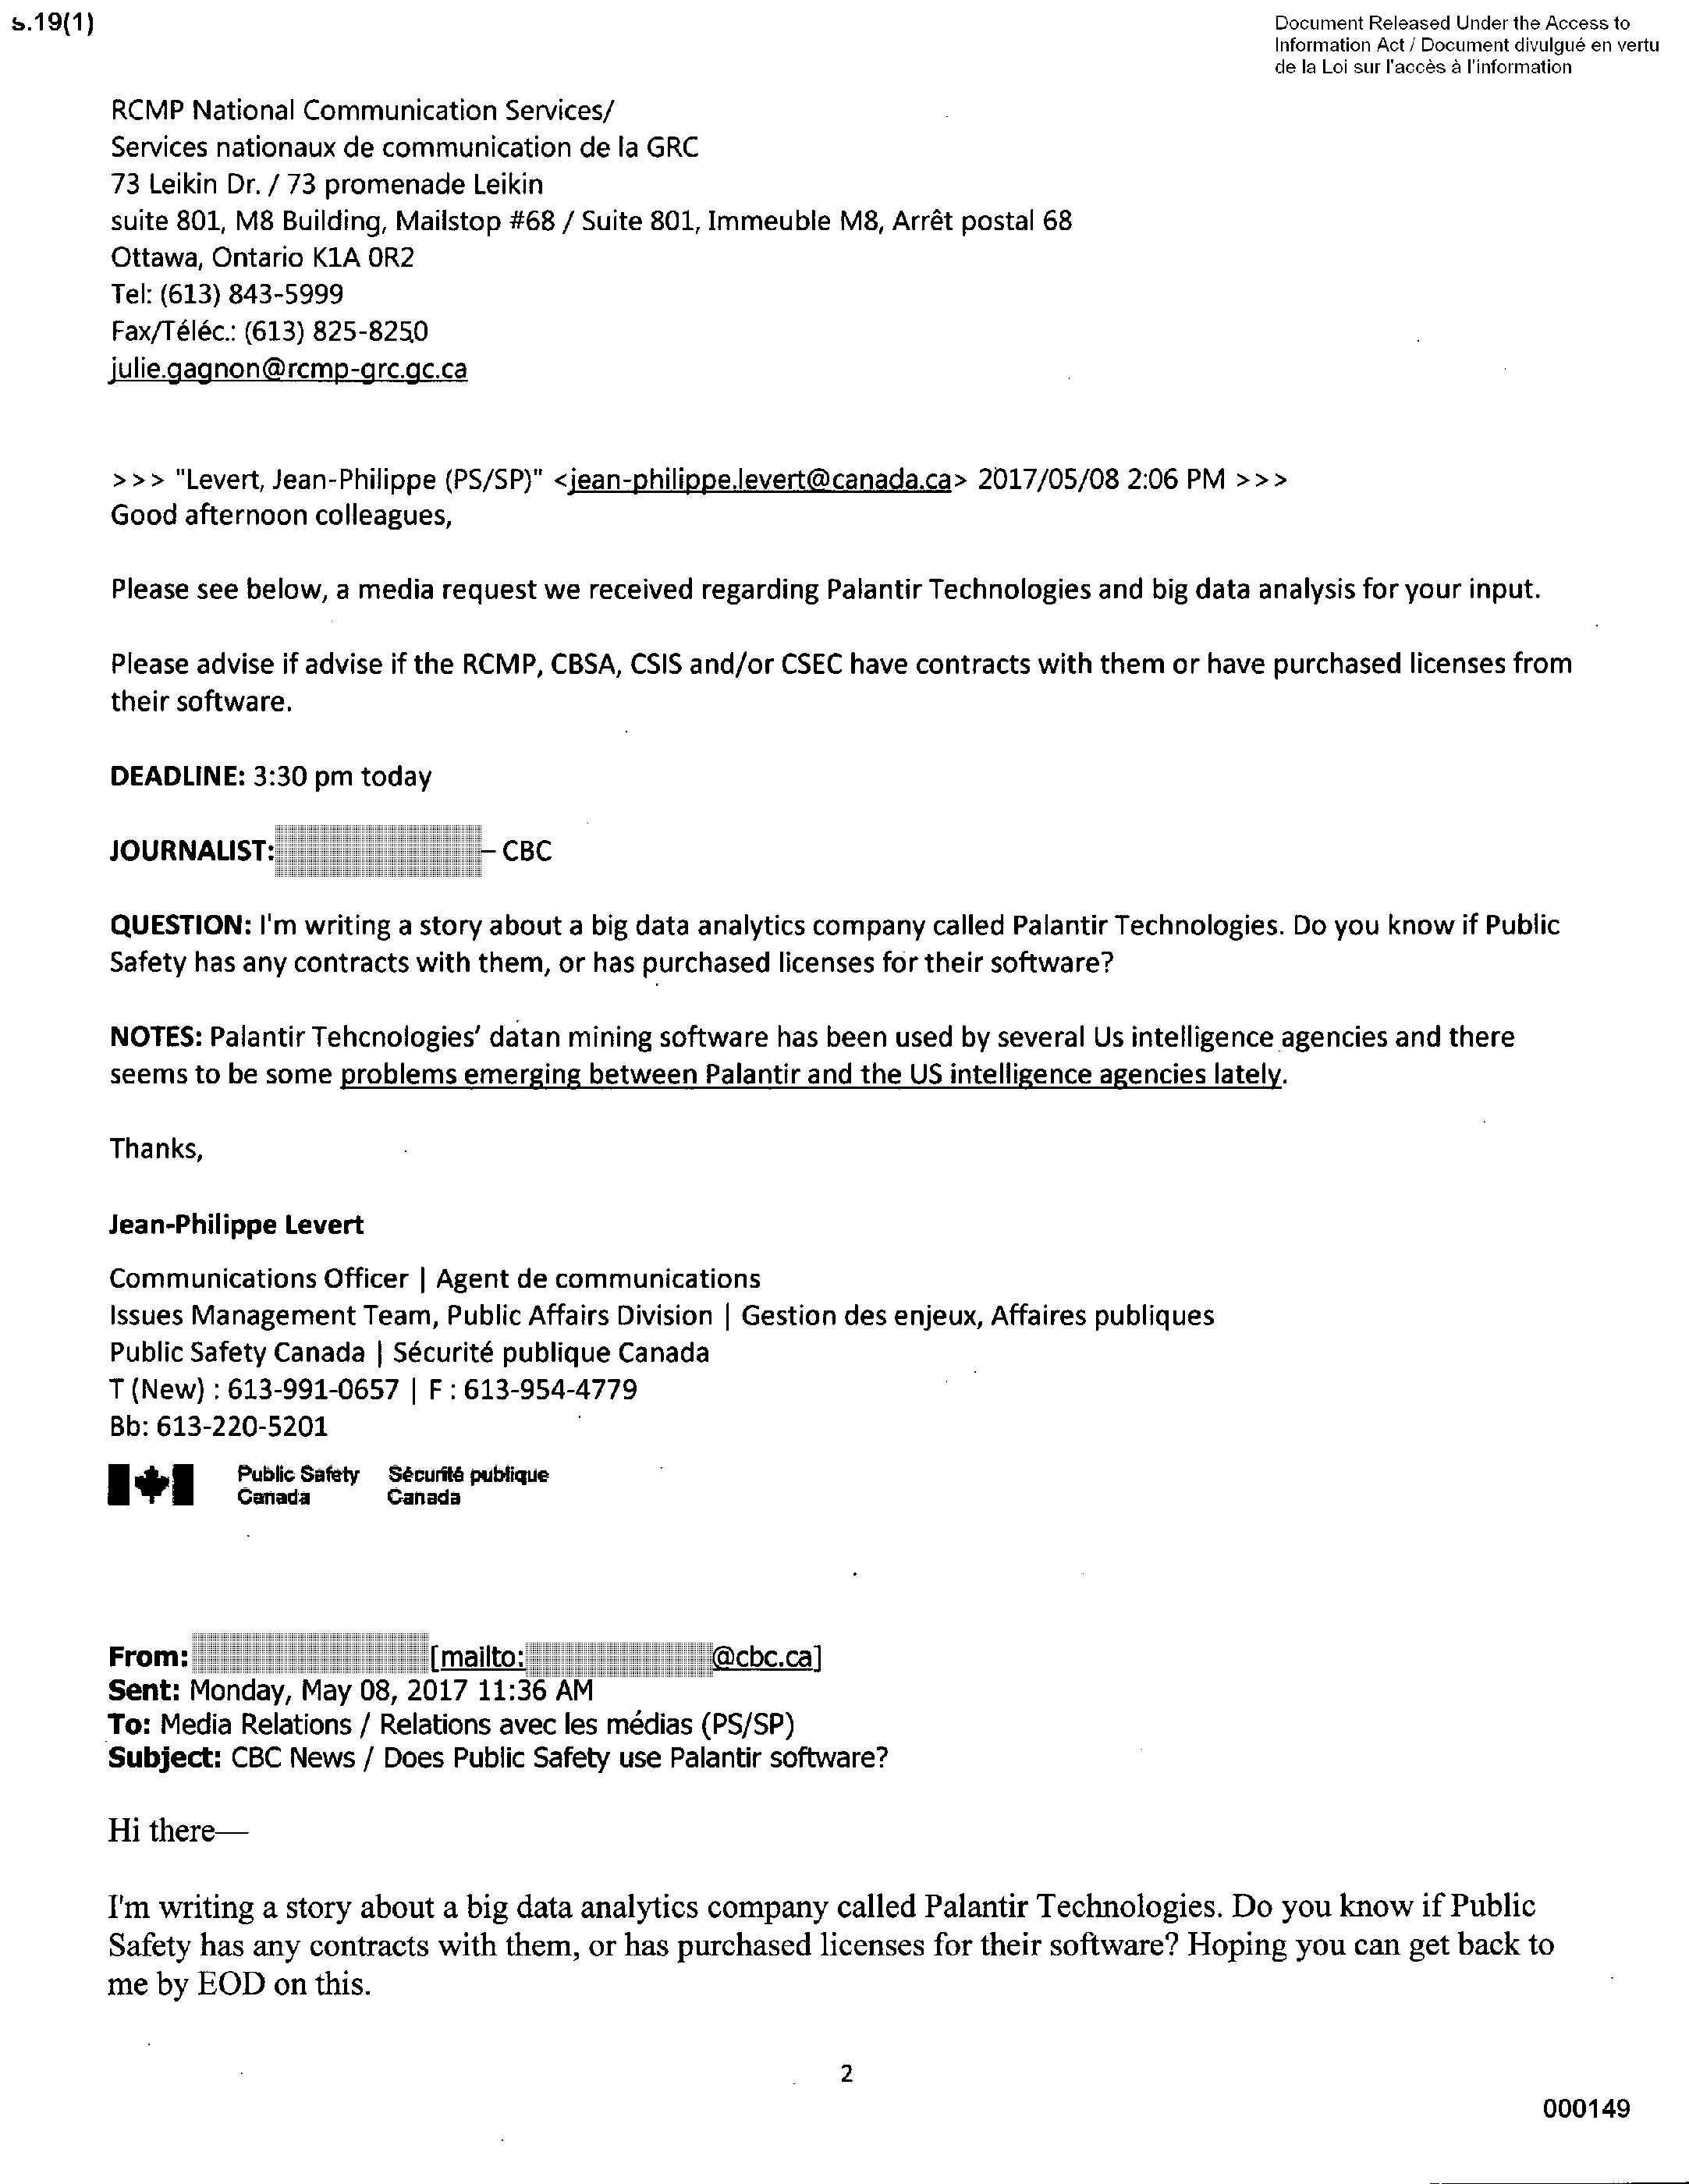 s.19(1)
Document Released Under the Access to
Information Act / Document divulgué en vertu
de la Loi sur l'accès à l'information
RCMP National Communication Services/
Services nationaux de communication de la GRC
73 Leikin Dr. / 73 promenade Leikin
suite 801, M8 Building, Mailstop #68 / Suite 801, Immeuble M8, Arrêt postal 68
Ottawa, Ontario K1A 0R2
Tel: (613) 843-5999
Fax/Téléc.: (613) 825-8250
julie.gagnon@rcmp-grc.gc.ca
>>> "Levert, Jean-Philippe (PS/SP)" <jean-philippe.levert@canada.ca> 2017/05/08 2:06 PM >>>
Good afternoon colleagues,
Please see below, a media request we received regarding Palantir Technologies and big data analysis for your input.
Please advise if advise if the RCMP, CBSA, CSIS and/or CSEC have contracts with them or have purchased licenses from
their software.
DEADLINE: 3:30 pm today
JOURNALIST: – CBC
QUESTION: I'm writing a story about a big data analytics company called Palantir Technologies. Do you know if Public
Safety has any contracts with them, or has purchased licenses for their software?
NOTES: Palantir Tehcnologies' datan mining software has been used by several Us intelligence agencies and there
seems to be some problems emerging between Palantir and the US intelligence agencies lately.
Thanks,
Jean-Philippe Levert
Communications Officer | Agent de communications
Issues Management Team, Public Affairs Division | Gestion des enjeux, Affaires publiques
Public Safety Canada | Sécurité publique Canada
T (New) : 613-991-0657 | F : 613-954-4779
Bb: 613-220-5201
Public Safety Sécurité publique
Canada Canada
From: [mailto: @cbc.ca]
Sent: Monday, May 08, 2017 11:36 AM
To: Media Relations / Relations avec les médias (PS/SP)
Subject: CBC News / Does Public Safety use Palantir software?
Hi there—
I'm writing a story about a big data analytics company called Palantir Technologies. Do you know if Public
Safety has any contracts with them, or has purchased licenses for their software? Hoping you can get back to
me by EOD on this.
2
000149